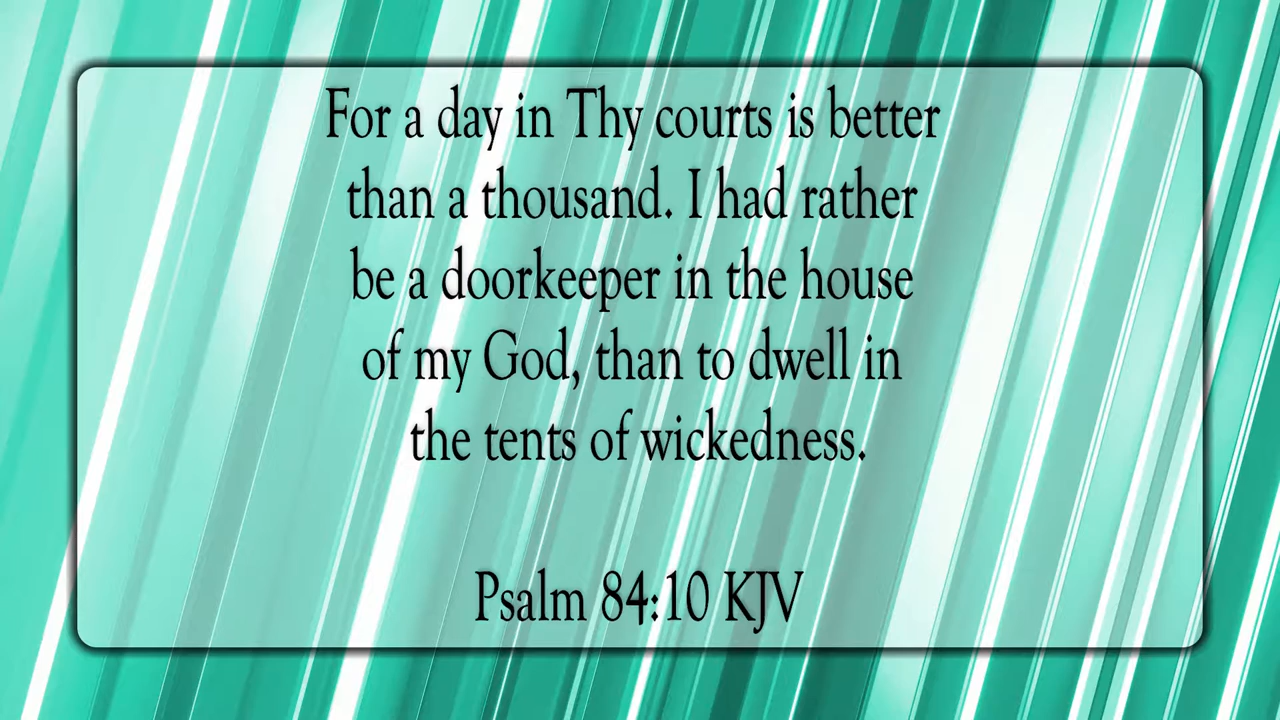 For a day in Thy courts is better
than a thousand. I had rather
be a doorkeeper in the house
of my God, than to dwell in
the tents of wickedness.
Psalm 84:10 KJV